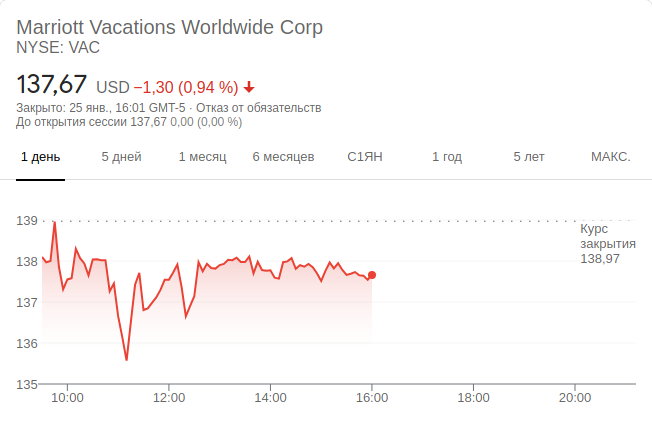 Marriott Vacations Worldwide Corp
NYSE: VAC
137,67 USD −1,30 (0,94 %)
Закрыто: 25 янв., 16:01 GMT-5 · Отказ от обязательств
До открытия сессии 137,67 0,00 (0,00 %)
1 день 5 дней 1 месяц 6 месяцев С1ЯН 1 год 5 лет МАКС.
139
Курс
закрытия
138,97
138
137
136
135
10:00 12:00 14:00 16:00 18:00 20:00